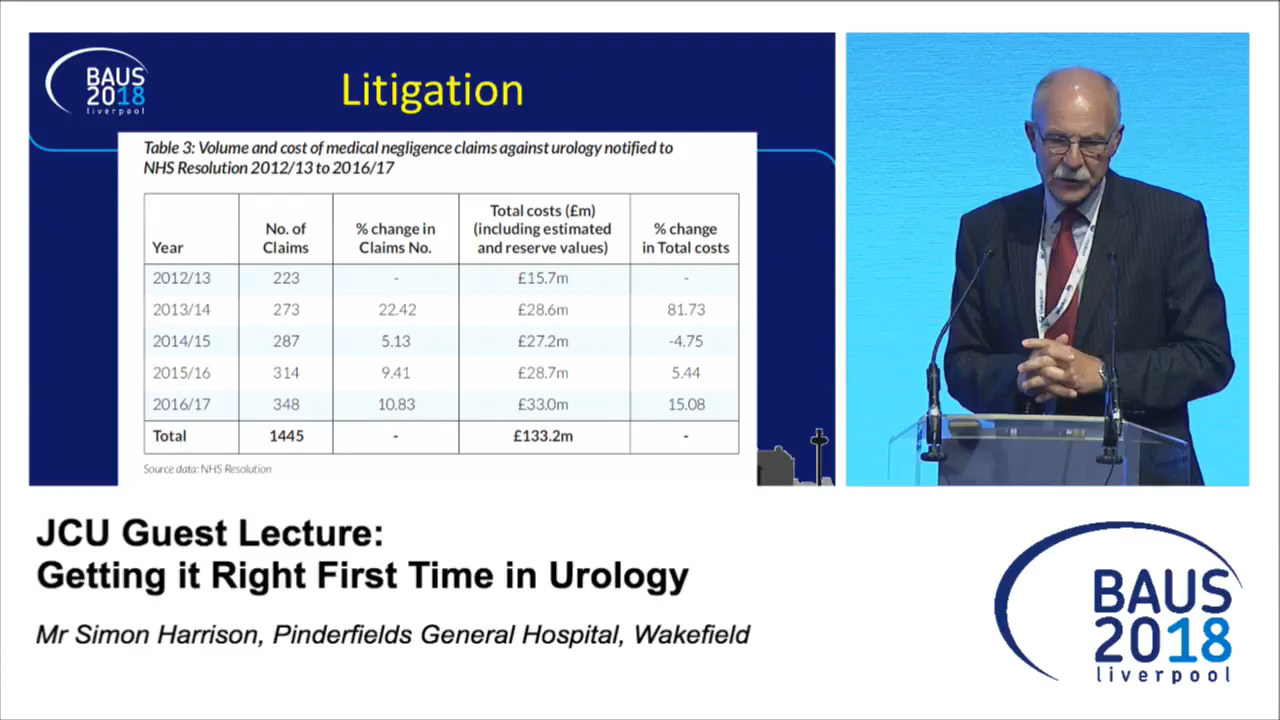 BAUS
2018
liverpool
Litigation
Table 3: Volume and cost of medical negligence claims against urology notified to
NHS Resolution 2012/13 to 2016/17
Year No. of Claims % change in Claims No. Total costs (£m) (including estimated and reserve values) % change in Total costs
2012/13 223 - £15.7m -
2013/14 273 22.42 £28.6m 81.73
2014/15 287 5.13 £27.2m -4.75
2015/16 314 9.41 £28.7m 5.44
2016/17 348 10.83 £33.0m 15.08
Total 1445 - £133.2m -
Source data: NHS Resolution
JCU Guest Lecture:
Getting it Right First Time in Urology
Mr Simon Harrison, Pinderfields General Hospital, Wakefield
BAUS
2018
liverpool